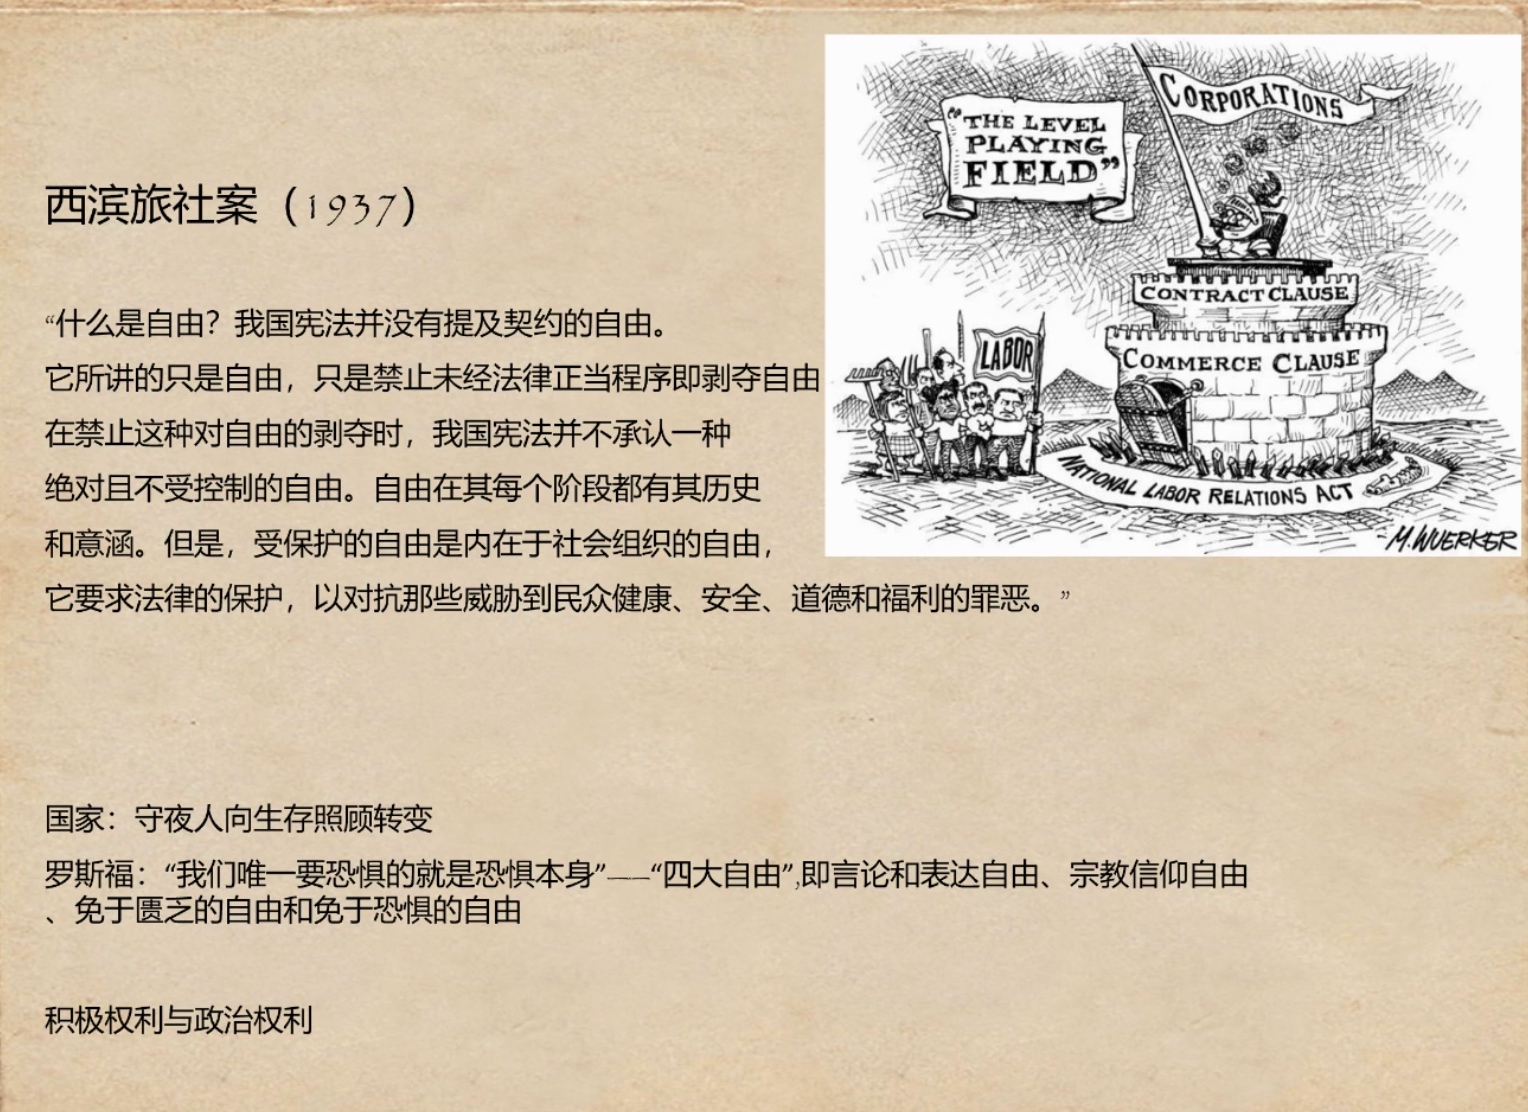 西滨旅社案（1937）
“什么是自由？我国宪法并没有提及契约的自由。
它所讲的只是自由，只是禁止未经法律正当程序即剥夺自由
在禁止这种对自由的剥夺时，我国宪法并不承认一种
绝对且不受控制的自由。自由在其每个阶段都有其历史
和意涵。但是，受保护的自由是内在于社会组织的自由，
它要求法律的保护，以对抗那些威胁到民众健康、安全、道德和福利的罪恶。”
“THE LEVEL
PLAYING
FIELD”
CORPORATIONS
CONTRACT CLAUSE
COMMERCE CLAUSE
LABOR
NATIONAL LABOR RELATIONS ACT
M.WUERKER
国家：守夜人向生存照顾转变
罗斯福：“我们唯一要恐惧的就是恐惧本身”——“四大自由”,即言论和表达自由、宗教信仰自由
、免于匮乏的自由和免于恐惧的自由
积极权利与政治权利